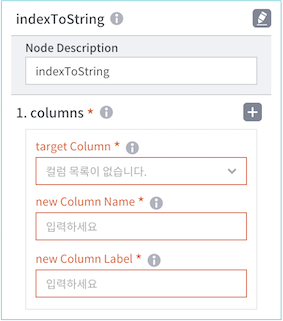 indexToString
Node Description
indexToString
1. columns *
target Column *
컬럼 목록이 없습니다.
new Column Name *
입력하세요
new Column Label *
입력하세요